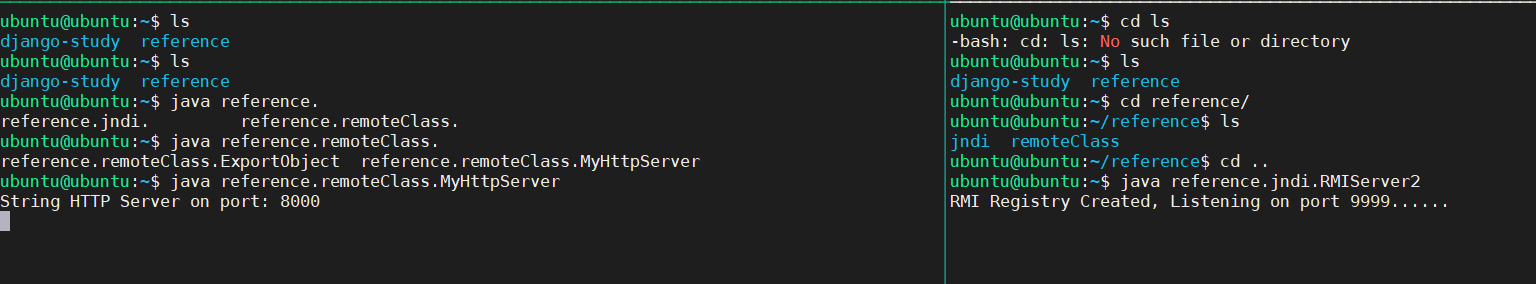 ubuntu@ubuntu:~$ ls
django-study  reference
ubuntu@ubuntu:~$ ls
django-study  reference
ubuntu@ubuntu:~$ java reference.
reference.jndi.         reference.remoteClass.
ubuntu@ubuntu:~$ java reference.remoteClass.
reference.remoteClass.ExportObject  reference.remoteClass.MyHttpServer
ubuntu@ubuntu:~$ java reference.remoteClass.MyHttpServer
String HTTP Server on port: 8000
ubuntu@ubuntu:~$ cd ls
-bash: cd: ls: No such file or directory
ubuntu@ubuntu:~$ ls
django-study  reference
ubuntu@ubuntu:~$ cd reference/
ubuntu@ubuntu:~/reference$ ls
jndi  remoteClass
ubuntu@ubuntu:~/reference$ cd ..
ubuntu@ubuntu:~$ java reference.jndi.RMIServer2
RMI Registry Created, Listening on port 9999......